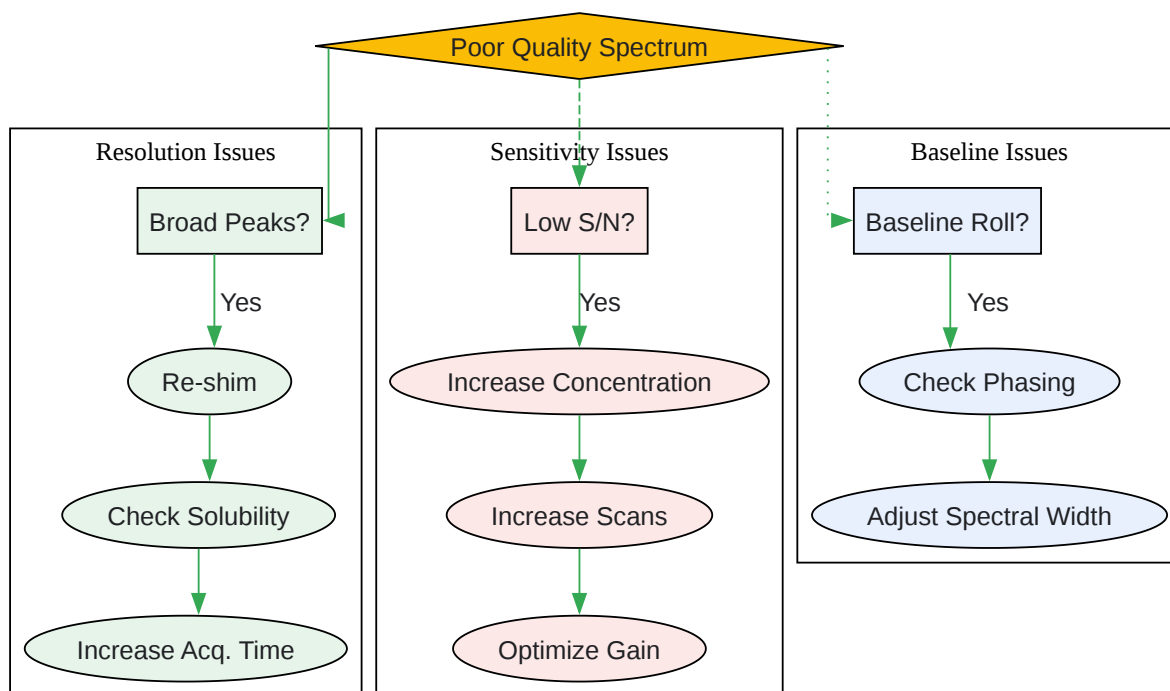 Poor Quality Spectrum
Resolution Issues
Broad Peaks?
Yes
Re-shim
Check Solubility
Increase Acq. Time
Sensitivity Issues
Low S/N?
Yes
Increase Concentration
Increase Scans
Optimize Gain
Baseline Issues
Baseline Roll?
Yes
Check Phasing
Adjust Spectral Width